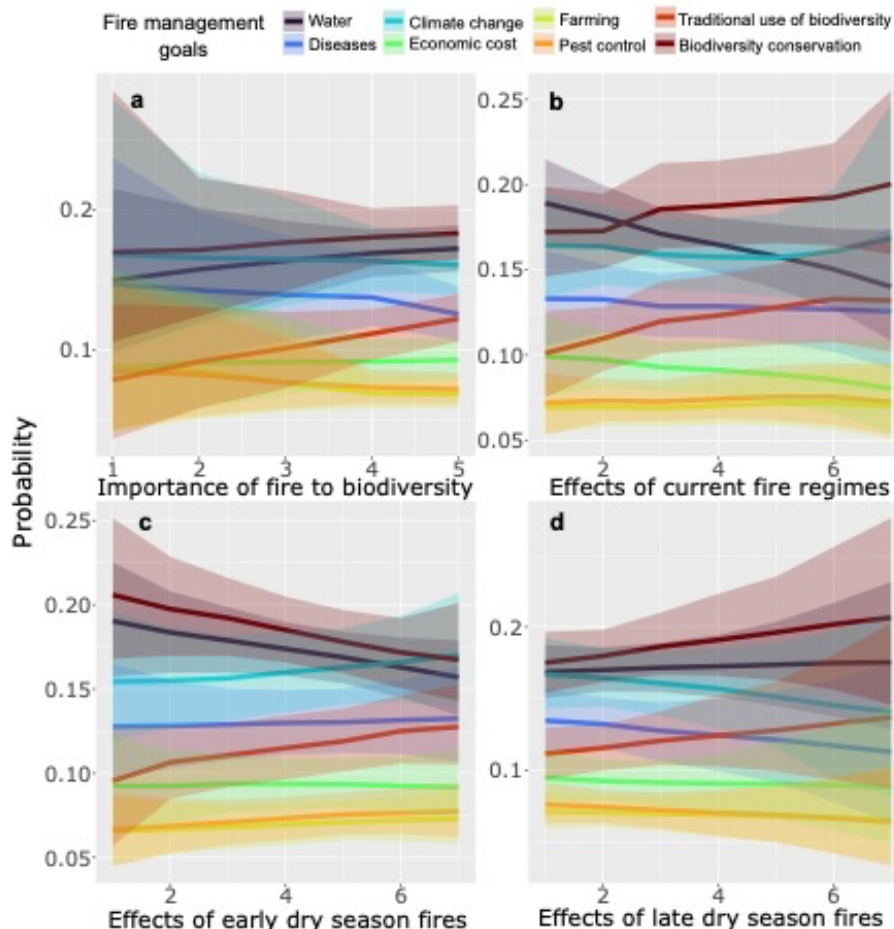 Fire management goals
Water
Diseases
Climate change
Economic cost
Farming
Pest control
Traditional use of biodiversity
Biodiversity conservation
a
0.2
0.1
1 2 3 4 5
Importance of fire to biodiversity
b
0.25
0.20
0.15
0.10
0.05
2 4 6
Effects of current fire regimes
Probability
c
0.25
0.20
0.15
0.10
0.05
2 4 6
Effects of early dry season fires
d
0.2
0.1
2 4 6
Effects of late dry season fires